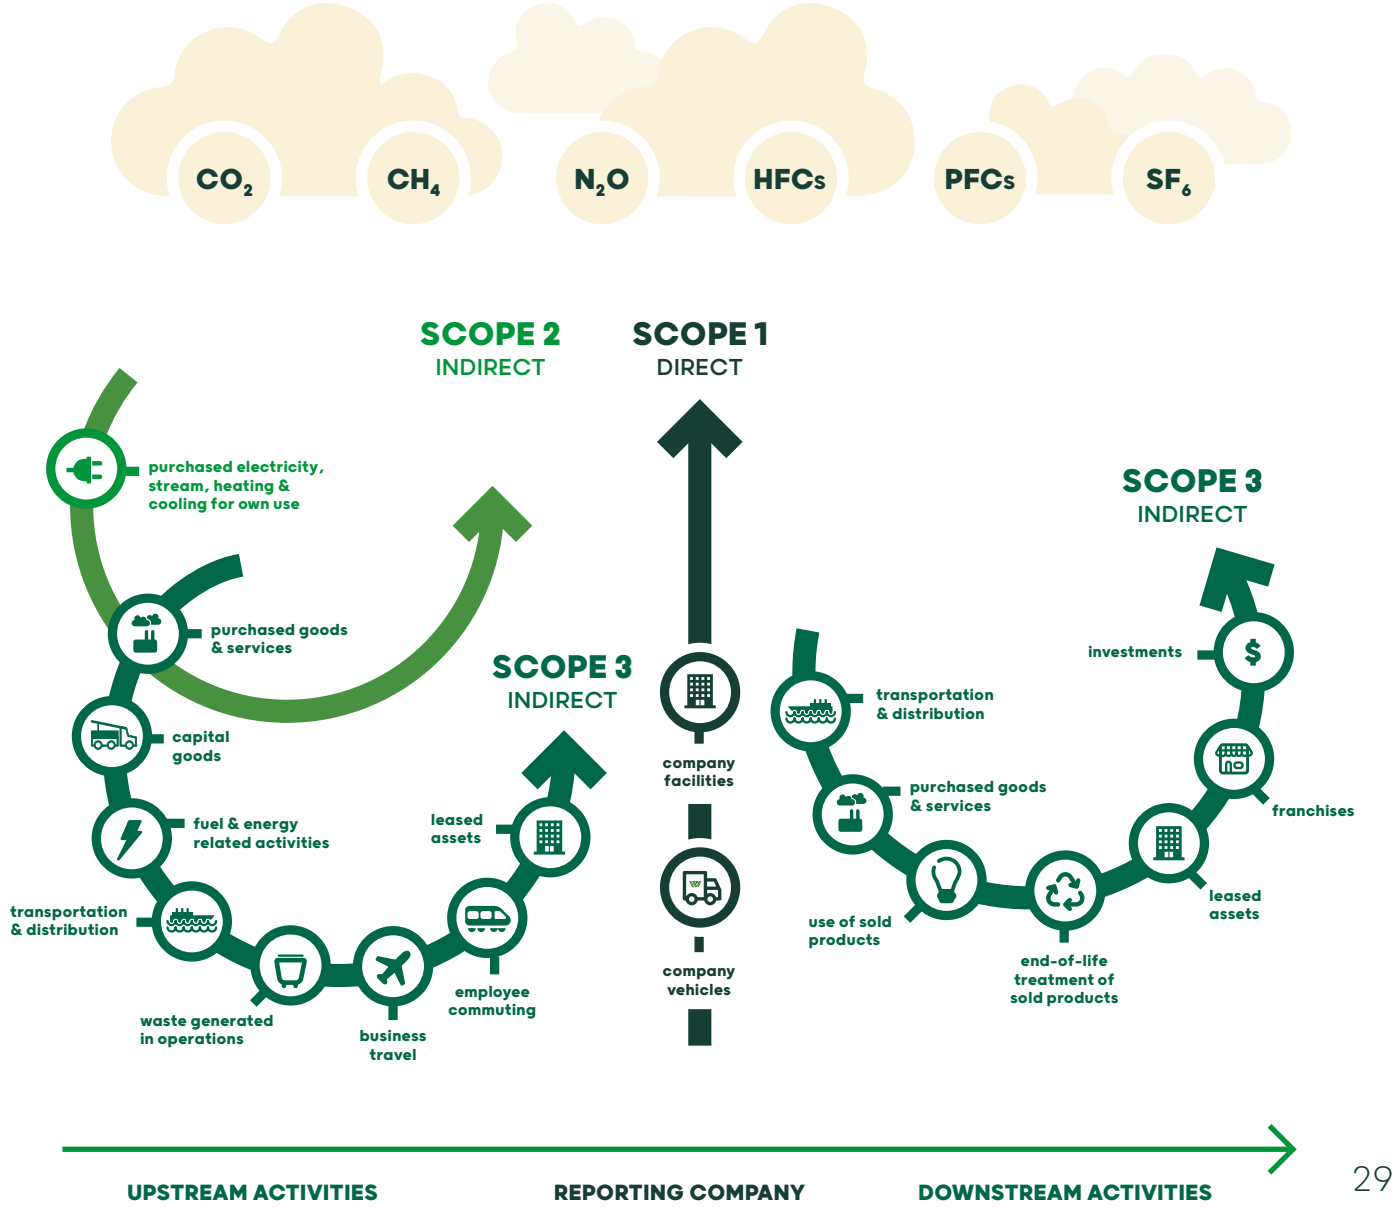 CO₂
CH₄
N₂O
HFCs
PFCs
SF₆
SCOPE 2
INDIRECT
SCOPE 1
DIRECT
purchased electricity,
stream, heating &
cooling for own use
SCOPE 3
INDIRECT
purchased goods
& services
SCOPE 3
INDIRECT
capital
goods
fuel & energy
related activities
transportation
& distribution
waste generated
in operations
business
travel
employee
commuting
leased
assets
company
facilities
company
vehicles
transportation
& distribution
purchased goods
& services
use of sold
products
end-of-life
treatment of
sold products
leased
assets
franchises
investments
$
UPSTREAM ACTIVITIES
REPORTING COMPANY
DOWNSTREAM ACTIVITIES
29